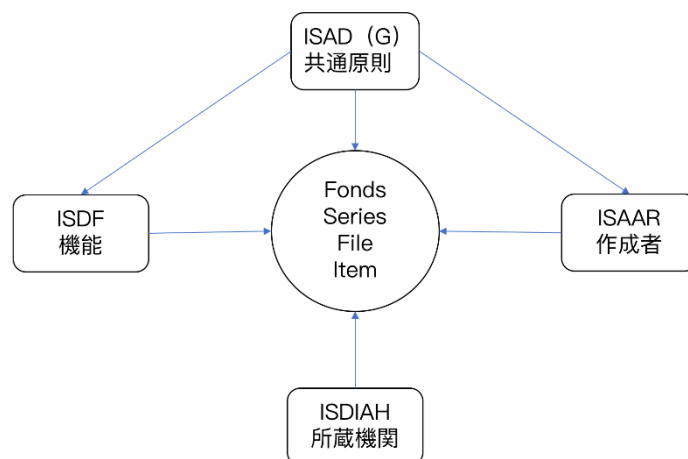 ISAD（G）
共通原則
ISDF
機能
Fonds
Series
File
Item
ISAAR
作成者
ISDIAH
所蔵機関